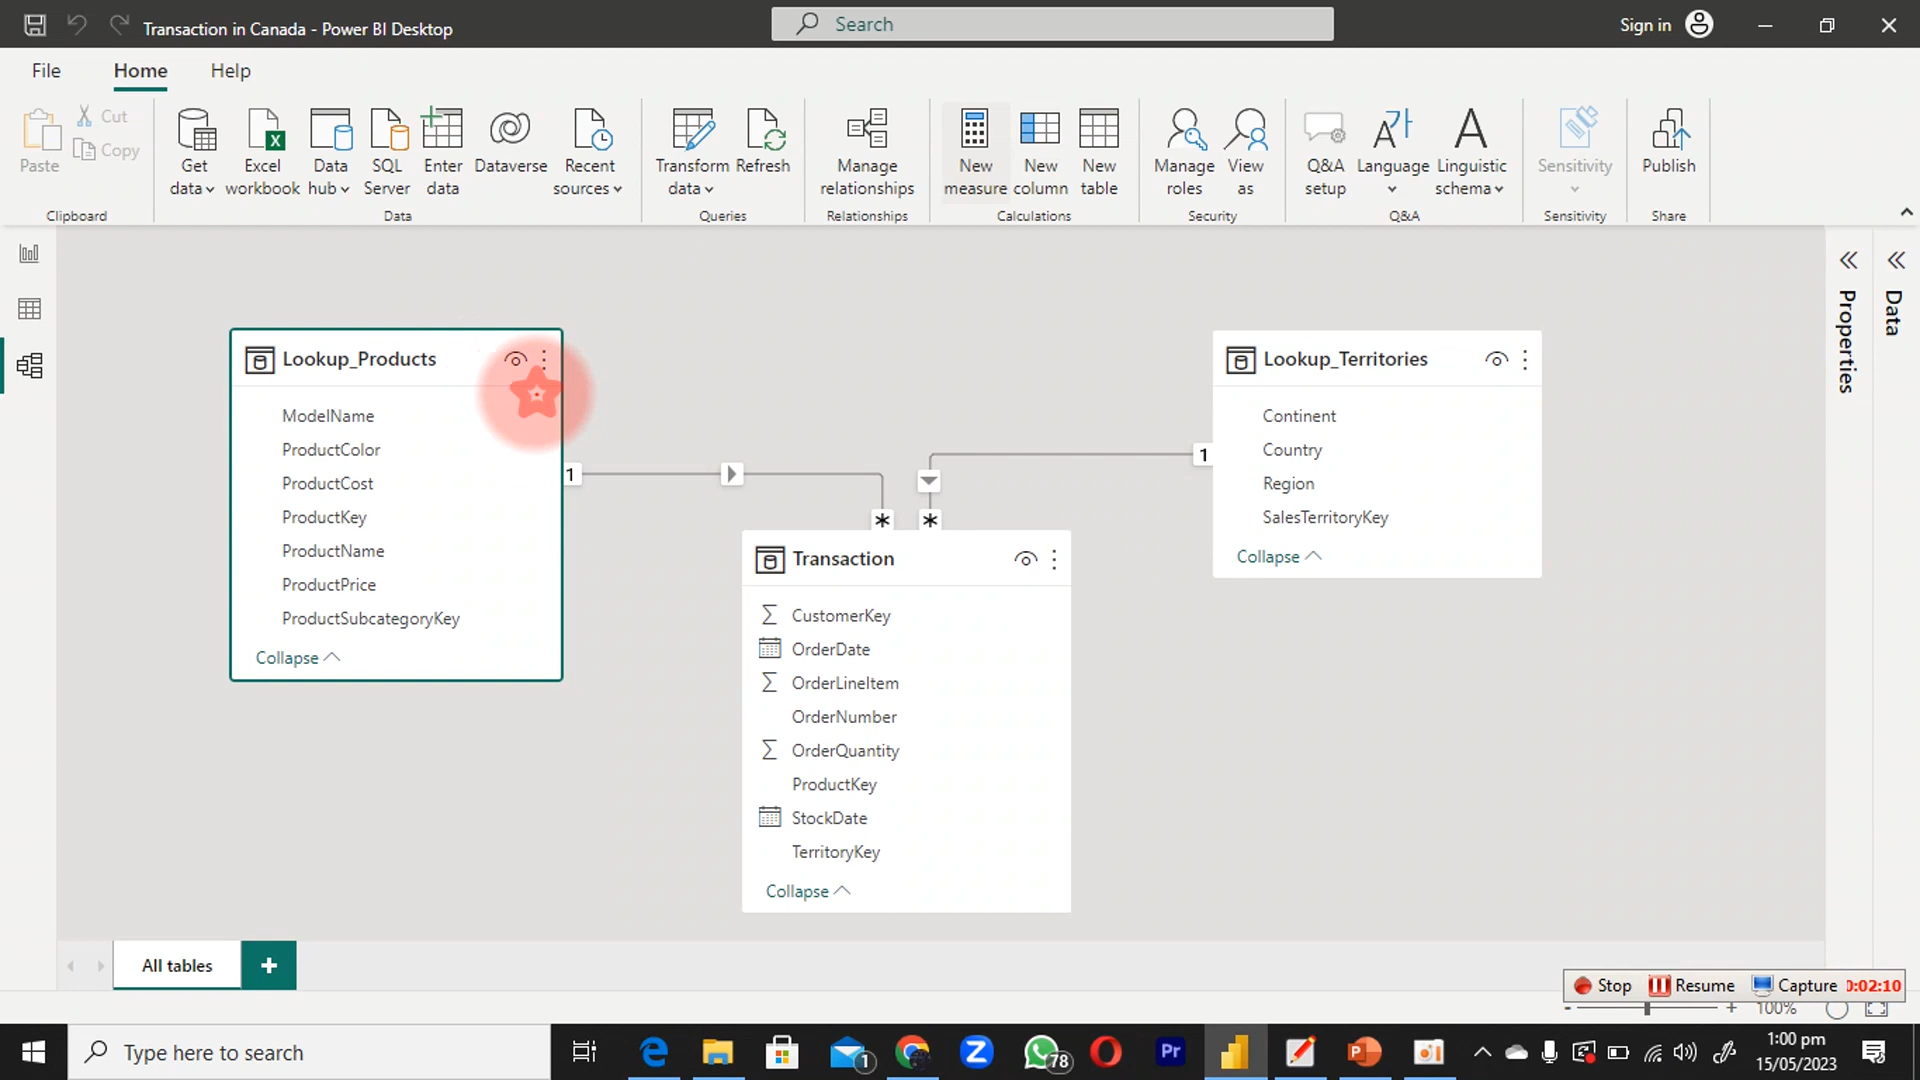 Transaction in Canada - Power BI Desktop
Search
Sign in
File
Home
Help
Paste
Cut
Copy
Get data
Excel workbook
Data hub
SQL Server
Enter data
Dataverse
Recent sources
Transform data
Refresh
Manage relationships
New measure
New column
New table
Manage roles
View as
Q&A setup
Language
Linguistic schema
Sensitivity
Publish
Clipboard
Data
Queries
Relationships
Calculations
Security
Q&A
Sensitivity
Share
Lookup_Products
ModelName
ProductColor
ProductCost
ProductKey
ProductName
ProductPrice
ProductSubcategoryKey
Collapse
1
*
*
1
Transaction
CustomerKey
OrderDate
OrderLineItem
OrderNumber
OrderQuantity
ProductKey
StockDate
TerritoryKey
Collapse
Lookup_Territories
Continent
Country
Region
SalesTerritoryKey
Collapse
Properties
Data
All tables
+
Stop
Resume
Capture
0:02:10
- + 100%
Type here to search
1
78
Pr
1:00 pm
15/05/2023